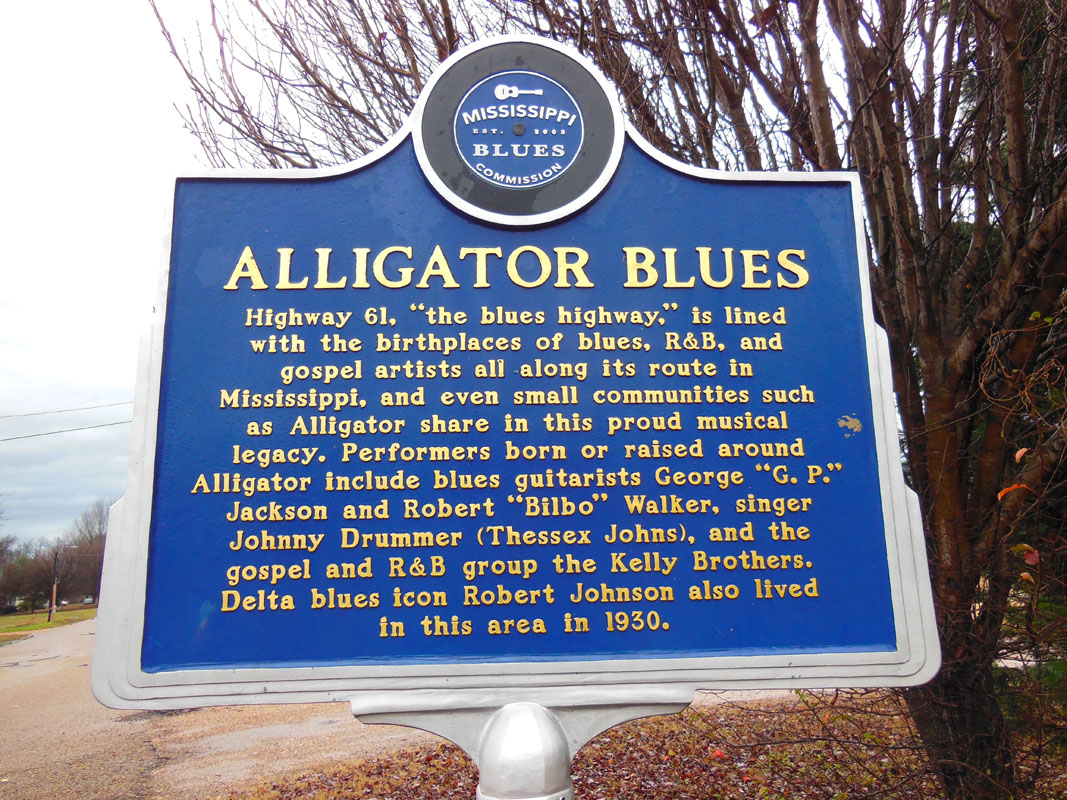 MISSISSIPPI
EST. 2003
BLUES
COMMISSION
ALLIGATOR BLUES
Highway 61, “the blues highway,” is lined
with the birthplaces of blues, R&B, and
gospel artists all along its route in
Mississippi, and even small communities such
as Alligator share in this proud musical
legacy. Performers born or raised around
Alligator include blues guitarists George “G. P.”
Jackson and Robert “Bilbo” Walker, singer
Johnny Drummer (Thessex Johns), and the
gospel and R&B group the Kelly Brothers.
Delta blues icon Robert Johnson also lived
in this area in 1930.